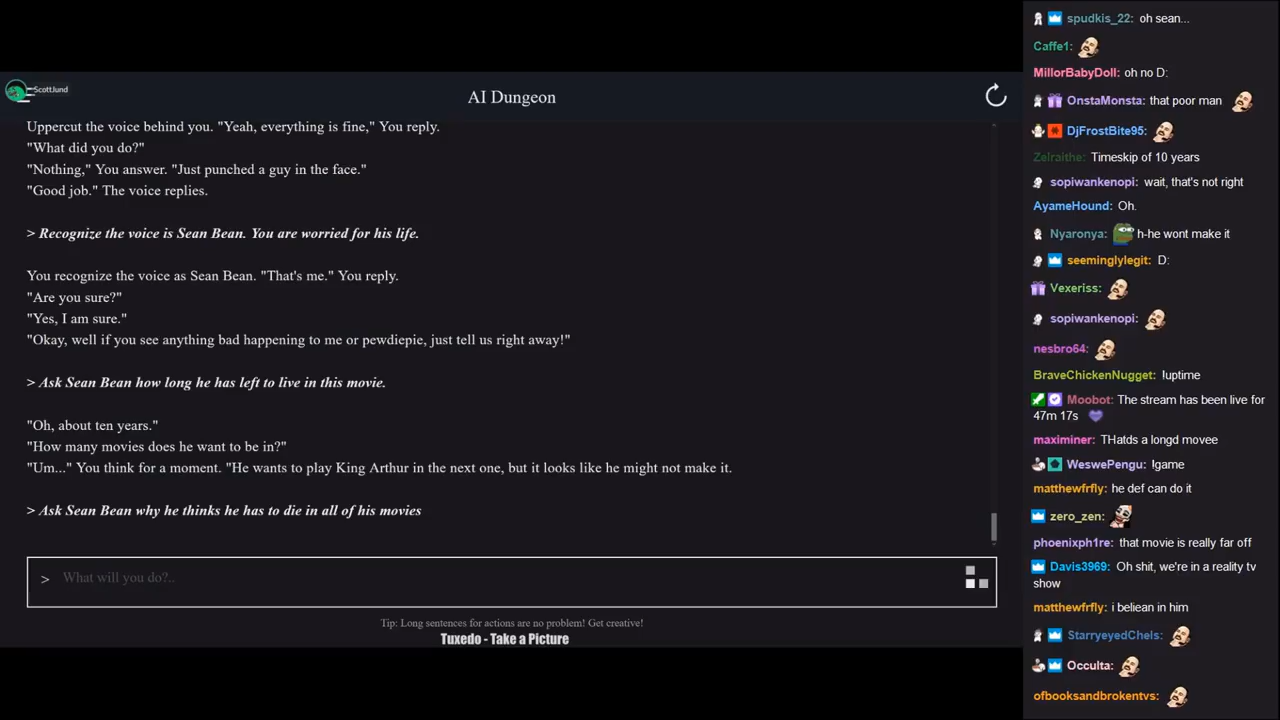 ScottJund
AI Dungeon
Uppercut the voice behind you. "Yeah, everything is fine," You reply.
"What did you do?"
"Nothing," You answer. "Just punched a guy in the face."
"Good job." The voice replies.
> Recognize the voice is Sean Bean. You are worried for his life.
You recognize the voice as Sean Bean. "That's me." You reply.
"Are you sure?"
"Yes, I am sure."
"Okay, well if you see anything bad happening to me or pewdiepie, just tell us right away!"
> Ask Sean Bean how long he has left to live in this movie.
"Oh, about ten years."
"How many movies does he want to be in?"
"Um..." You think for a moment. "He wants to play King Arthur in the next one, but it looks like he might not make it.
> Ask Sean Bean why he thinks he has to die in all of his movies
> What will you do?..
Tip: Long sentences for actions are no problem! Get creative!
Tuxedo - Take a Picture
spudkis_22: oh sean...
Caffe1:
MillorBabyDoll: oh no D:
OnstaMonsta: that poor man
DjFrostBite95:
Zelraithe: Timeskip of 10 years
sopiwankenopi: wait, that's not right
AyameHound: Oh.
Nyaronya: h-he wont make it
seeminglylegit: D:
Vexeriss:
sopiwankenopi:
nesbro64:
BraveChickenNugget: !uptime
Moobot: The stream has been live for
47m 17s
maximiner: THatds a longd movee
WeswePengu: !game
matthewfrfly: he def can do it
zero_zen:
phoenixph1re: that movie is really far off
Davis3969: Oh shit, we're in a reality tv
show
matthewfrfly: i beliean in him
StarryeyedChels:
Occulta:
ofbooksandbrokentvs: